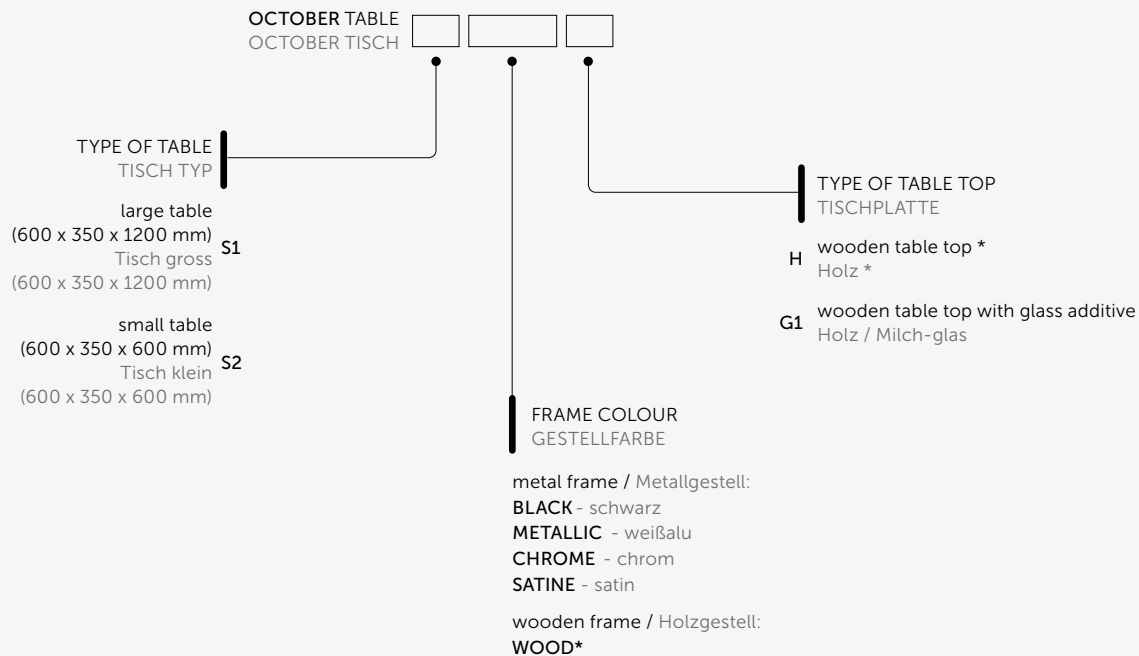 OCTOBER TABLE
OCTOBER TISCH
TYPE OF TABLE
TISCH TYP
large table
(600 x 350 x 1200 mm)
S1
Tisch gross
(600 x 350 x 1200 mm)
small table
(600 x 350 x 600 mm)
S2
Tisch klein
(600 x 350 x 600 mm)
FRAME COLOUR
GESTELLFARBE
metal frame / Metallgestell:
BLACK - schwarz
METALLIC - weißalu
CHROME - chrom
SATINE - satin
wooden frame / Holzgestell:
WOOD*
TYPE OF TABLE TOP
TISCHPLATTE
H wooden table top *
Holz *
G1 wooden table top with glass additive
Holz / Milch-glas